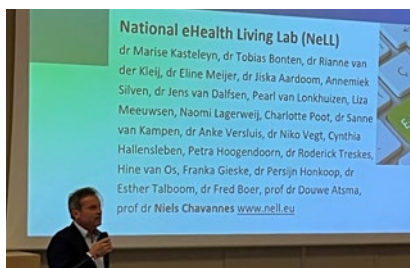 National eHealth Living Lab (NeLL)
dr Marise Kasteleyn, dr Tobias Bonten, dr Rianne van
der Kleij, dr Eline Meijer, dr Jiska Aardoom, Annemiek
Silven, dr Jens van Dalfsen, Pearl van Lonkhuizen, Liza
Meeuwsen, Naomi Lagerweij, Charlotte Poot, dr Sanne
van Kampen, dr Anke Versluis, dr Niko Vegt, Cynthia
Hallensleben, Petra Hoogendoorn, dr Roderick Treskes,
Hine van Os, Franka Gieske, dr Persijn Honkoop, dr
Esther Talboom, dr Fred Boer, prof dr Douwe Atsma,
prof dr Niels Chavannes www.nell.eu